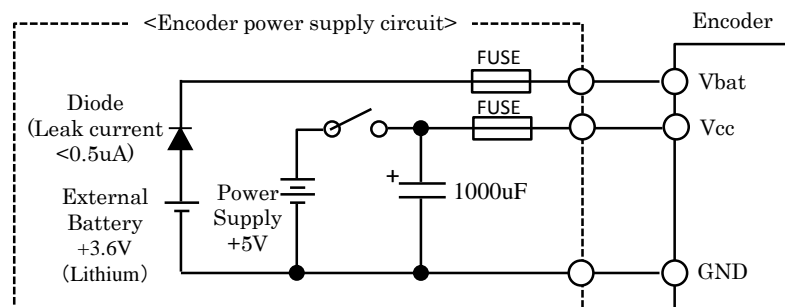 <Encoder power supply circuit>
Encoder
FUSE
Vbat
Diode
(Leak current
<0.5uA)
FUSE
Vcc
External
Battery
+3.6V
(Lithium)
Power
Supply
+5V
+
1000uF
GND